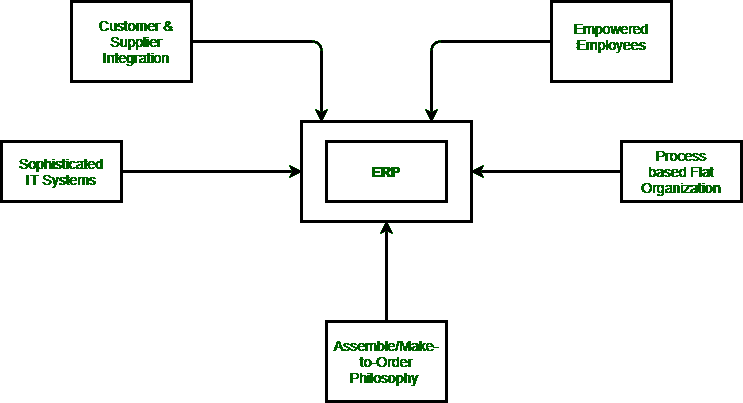 Customer &
Supplier
Integration
Empowered
Employees
Sophisticated
IT Systems
ERP
Process
based Flat
Organization
Assemble/Make-
to-Order
Philosophy